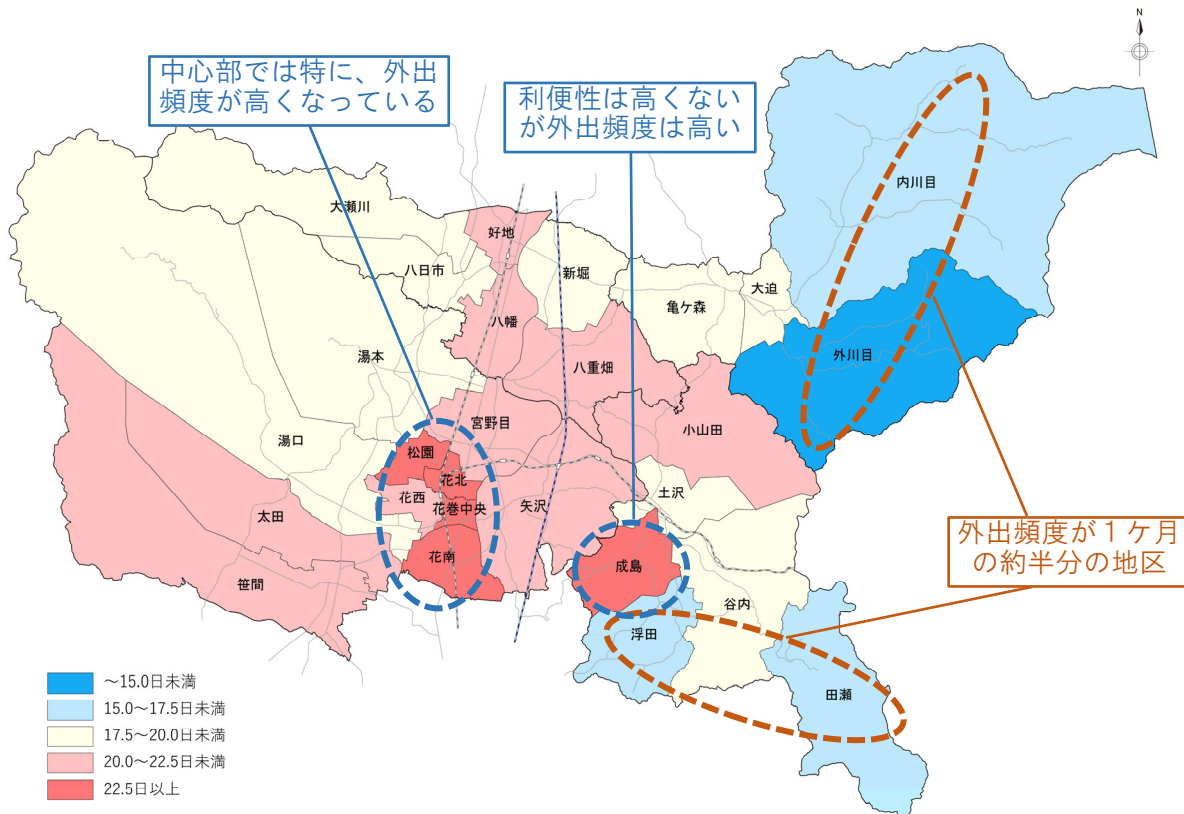 N
中心部では特に、外出
頻度が高くなっている
利便性は高くない
が外出頻度は高い
内川目
大瀬川
好地
八日市
新堀
大迫
亀ケ森
八幡
外川目
湯本
八重畑
宮野目
小山田
湯口
松園
花北
土沢
花西
花巻中央
矢沢
太田
外出頻度が１ケ月
の約半分の地区
花南
成島
笹間
谷内
浮田
田瀬
～15.0日未満
15.0～17.5日未満
17.5～20.0日未満
20.0～22.5日未満
22.5日以上